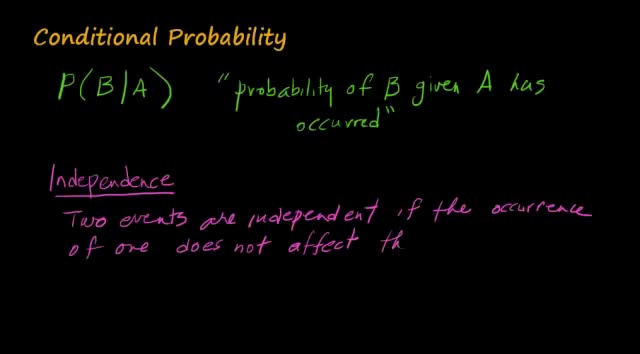 Conditional Probability
P(B/A) "probability of B given A has
occurred"
Independence
Two events are independent if the occurrence
of one does not affect th